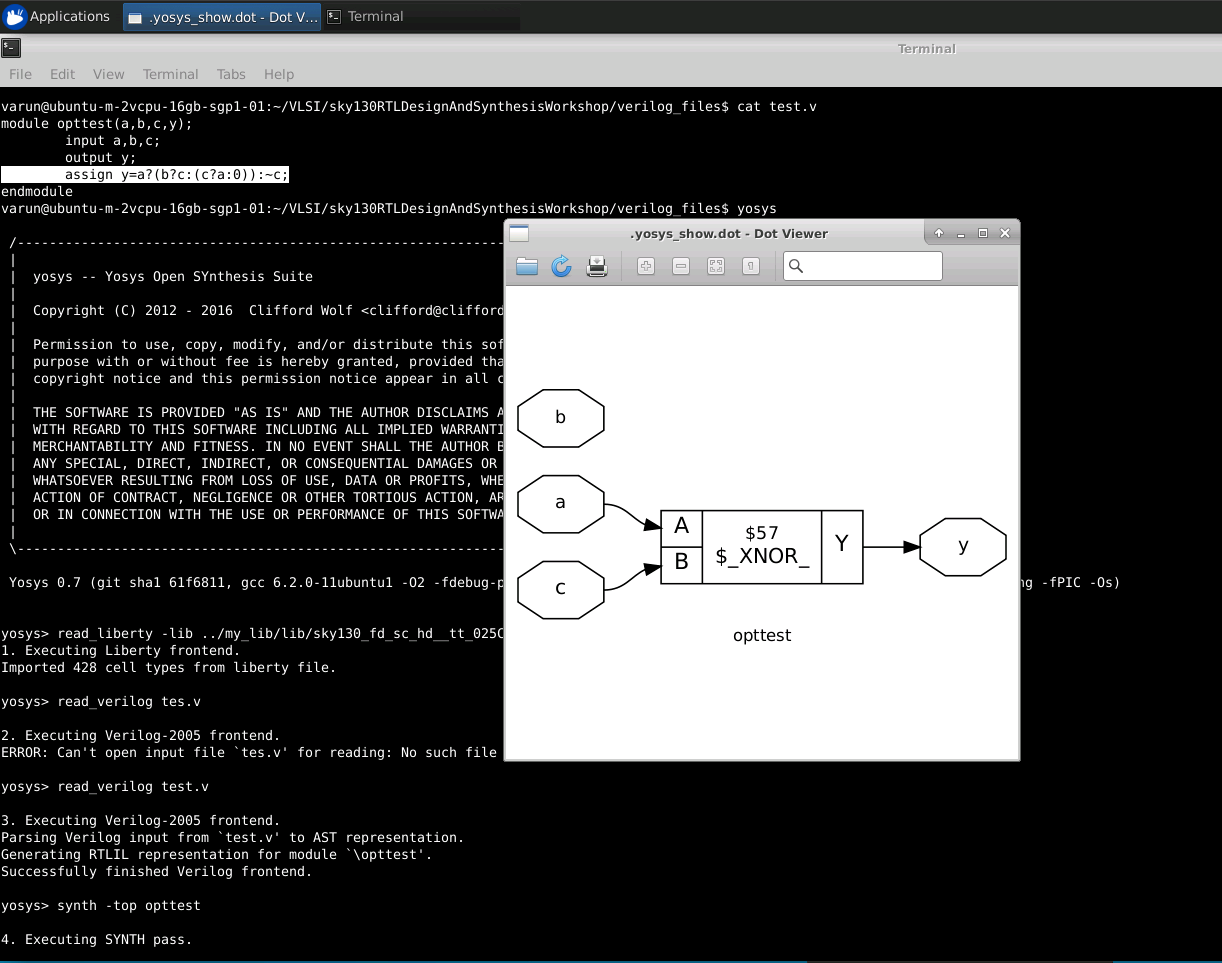 Applications
.yosys_show.dot - Dot V...
Terminal
Terminal
File Edit View Terminal Tabs Help
varun@ubuntu-m-2vcpu-16gb-sgp1-01:~/VLSI/sky130RTLDesignAndSynthesisWorkshop/verilog_files$ cat test.v
module opttest(a,b,c,y);
input a,b,c;
output y;
assign y=a?(b?c:(c?a:0)):~c;
endmodule
varun@ubuntu-m-2vcpu-16gb-sgp1-01:~/VLSI/sky130RTLDesignAndSynthesisWorkshop/verilog_files$ yosys
/-------------------------------------------------------------
|
| yosys -- Yosys Open SYnthesis Suite
|
| Copyright (C) 2012 - 2016 Clifford Wolf <clifford@clifford
|
| Permission to use, copy, modify, and/or distribute this sof
| purpose with or without fee is hereby granted, provided tha
| copyright notice and this permission notice appear in all c
|
| THE SOFTWARE IS PROVIDED "AS IS" AND THE AUTHOR DISCLAIMS A
| WITH REGARD TO THIS SOFTWARE INCLUDING ALL IMPLIED WARRANTI
| MERCHANTABILITY AND FITNESS. IN NO EVENT SHALL THE AUTHOR B
| ANY SPECIAL, DIRECT, INDIRECT, OR CONSEQUENTIAL DAMAGES OR
| WHATSOEVER RESULTING FROM LOSS OF USE, DATA OR PROFITS, WHE
| ACTION OF CONTRACT, NEGLIGENCE OR OTHER TORTIOUS ACTION, AR
| OR IN CONNECTION WITH THE USE OR PERFORMANCE OF THIS SOFTWA
|
\-------------------------------------------------------------
Yosys 0.7 (git sha1 61f6811, gcc 6.2.0-11ubuntu1 -O2 -fdebug-p
ng -fPIC -Os)
yosys> read_liberty -lib ../my_lib/lib/sky130_fd_sc_hd__tt_025C
1. Executing Liberty frontend.
Imported 428 cell types from liberty file.
yosys> read_verilog tes.v
2. Executing Verilog-2005 frontend.
ERROR: Can't open input file `tes.v' for reading: No such file
yosys> read_verilog test.v
3. Executing Verilog-2005 frontend.
Parsing Verilog input from `test.v' to AST representation.
Generating RTLIL representation for module `\opttest'.
Successfully finished Verilog frontend.
yosys> synth -top opttest
4. Executing SYNTH pass.
.yosys_show.dot - Dot Viewer
b
a
c
A
B
$57
$_XNOR_
Y
y
opttest